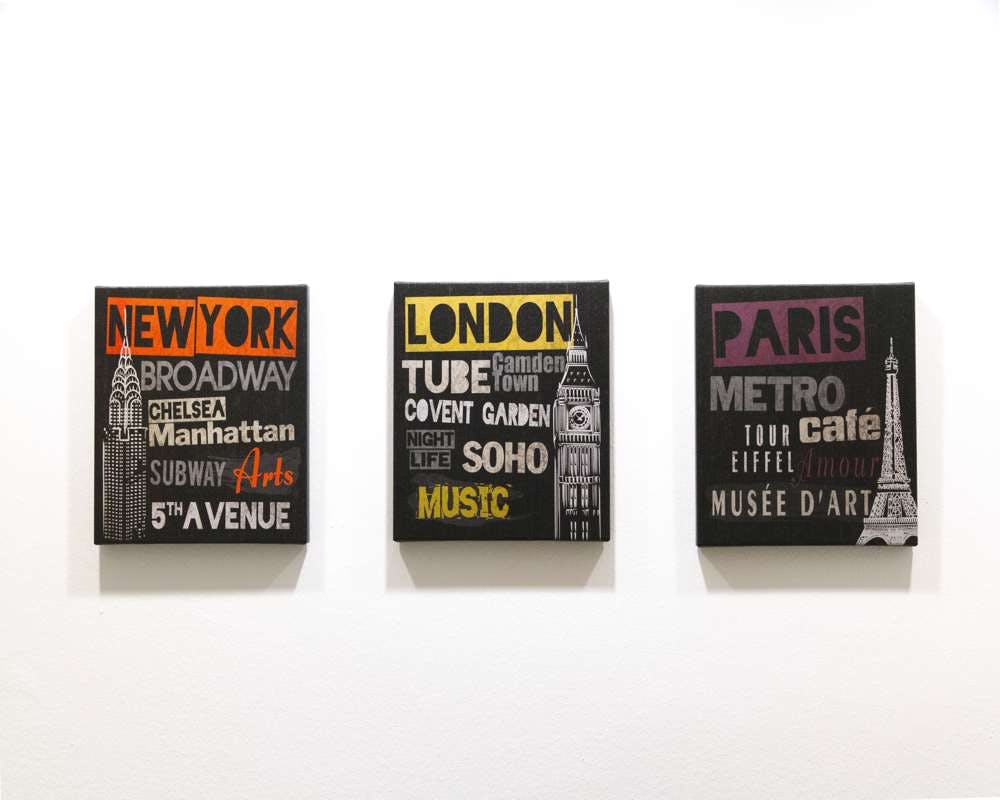 NEW YORK
BROADWAY
CHELSEA
Manhattan
SUBWAY Arts
5TH AVENUE
LONDON
TUBE Camden Town
COVENT GARDEN
NIGHT LIFE SOHO
MUSIC
PARIS
METRO
TOUR café
EIFFEL Amour
MUSÉE D'ART